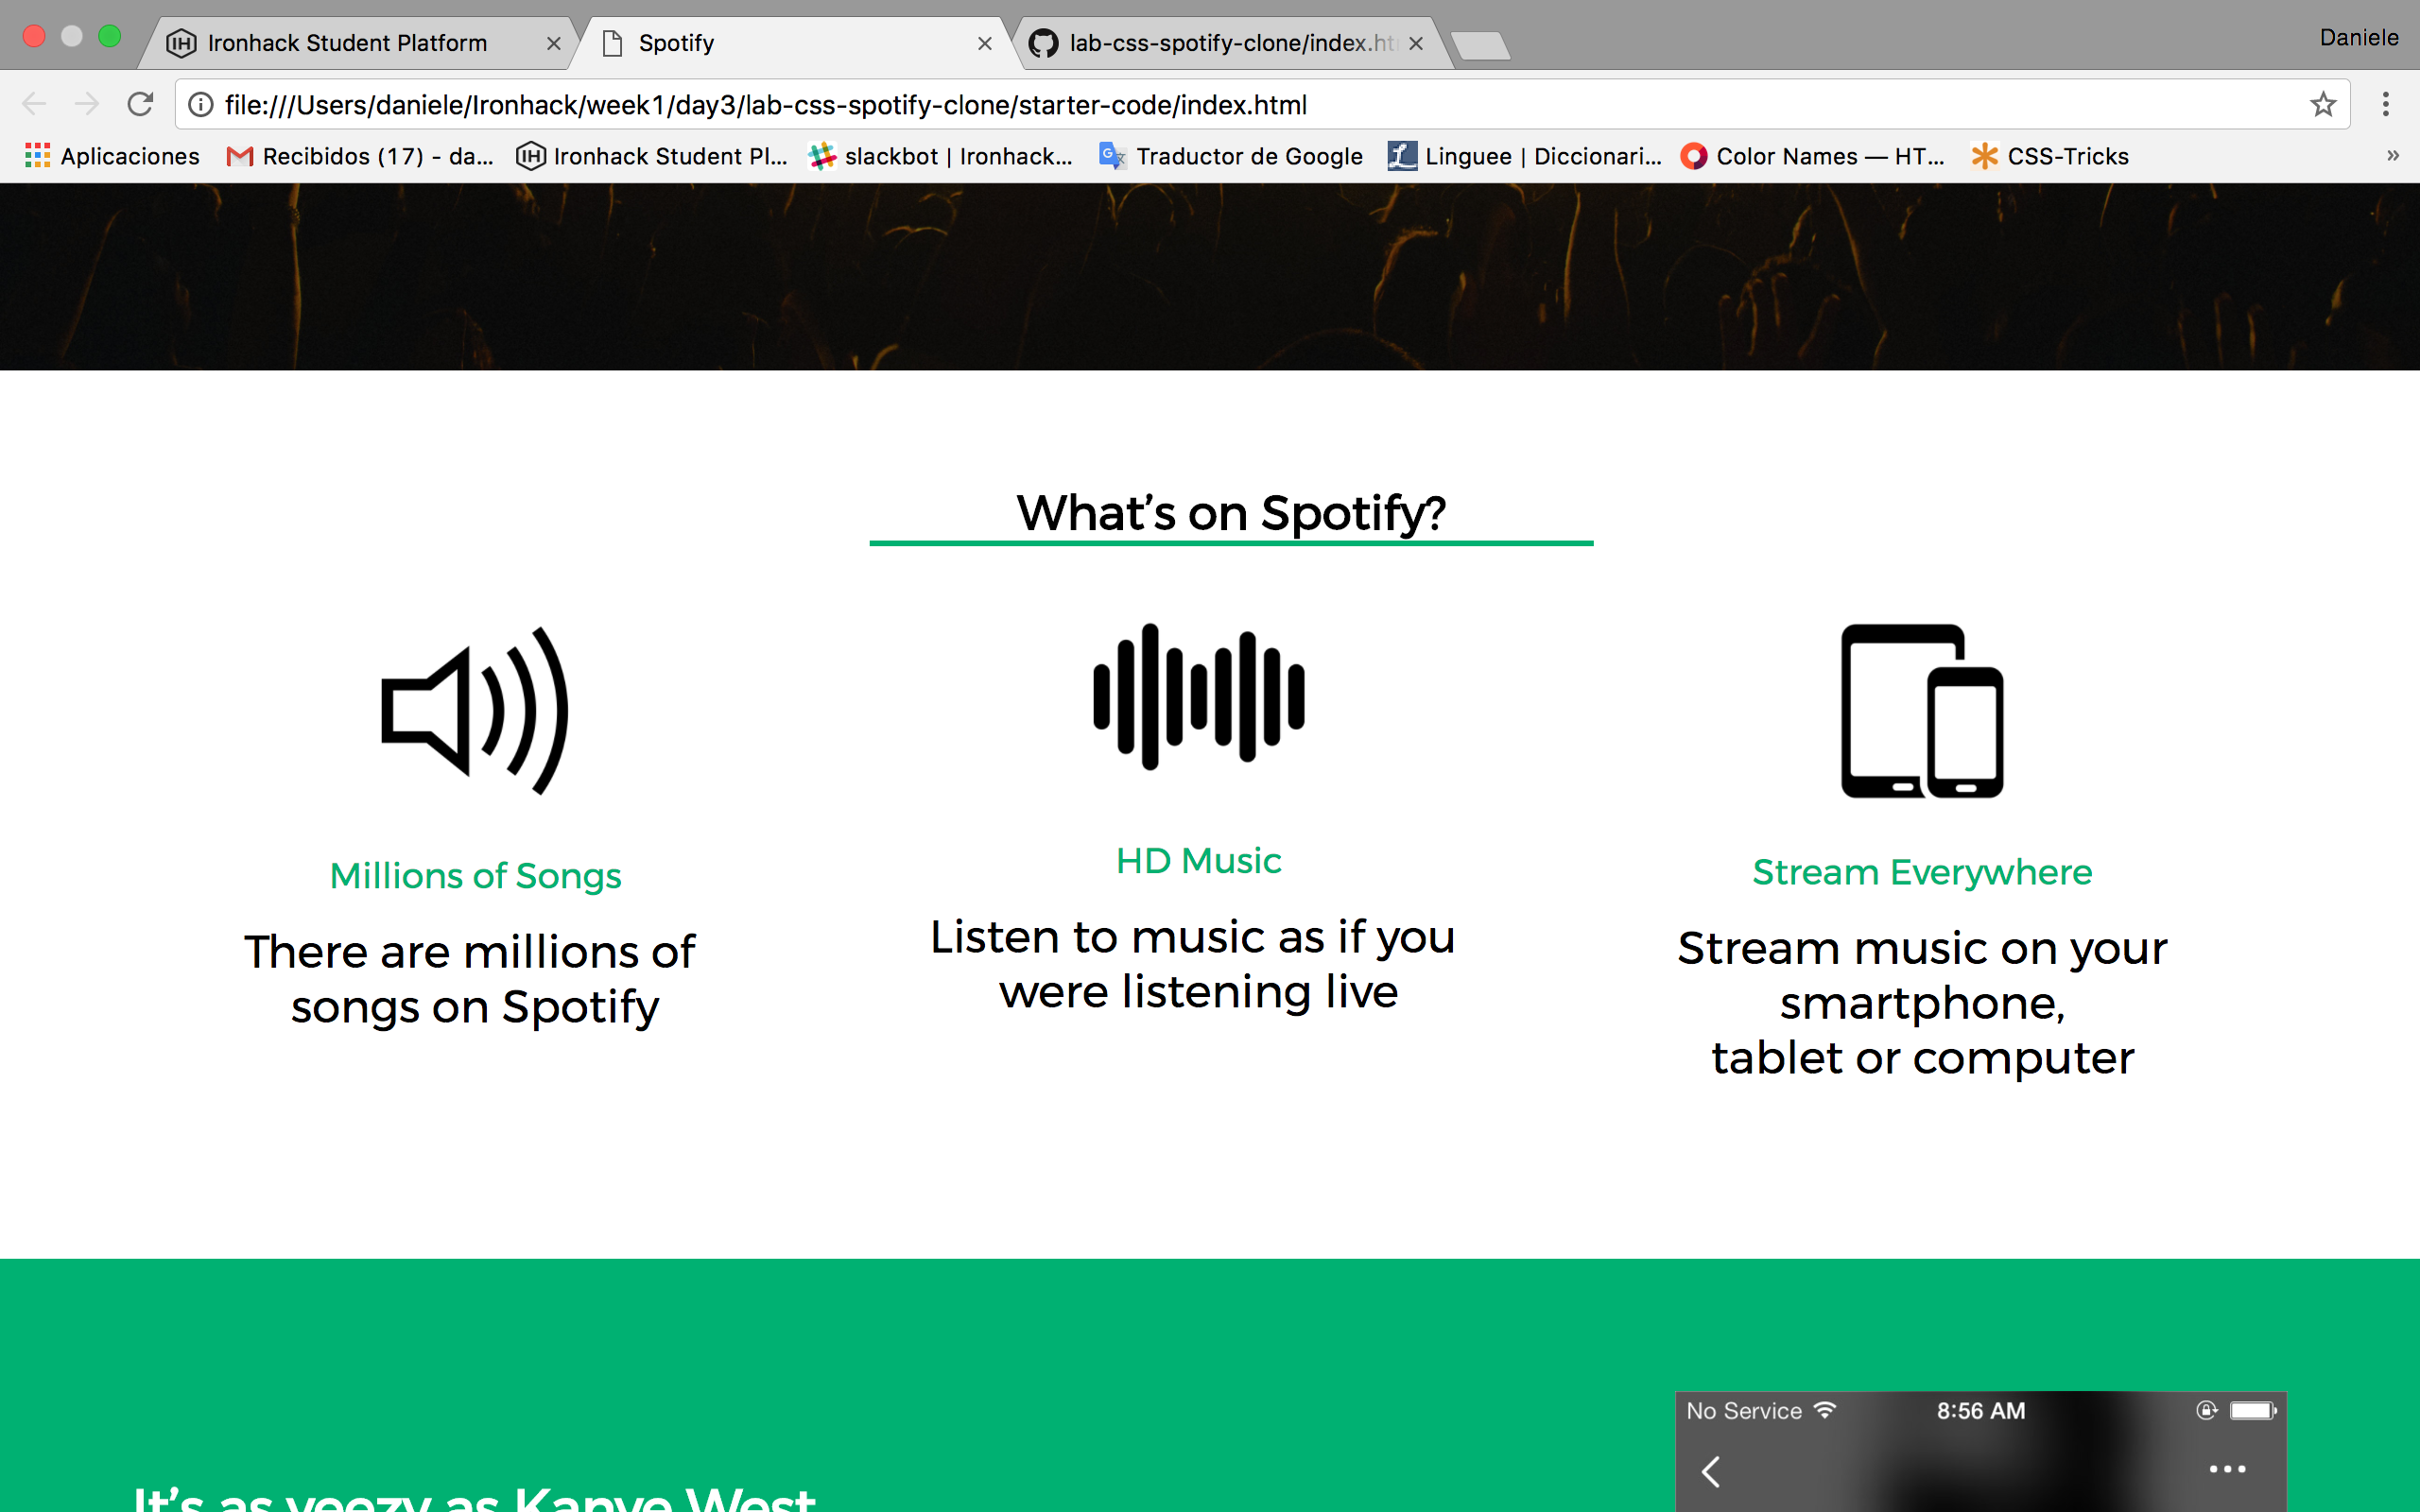 Ironhack Student Platform
Spotify
lab-css-spotify-clone/index.ht
Daniele
file:///Users/daniele/Ironhack/week1/day3/lab-css-spotify-clone/starter-code/index.html
Aplicaciones
Recibidos (17) - da...
Ironhack Student Pl...
slackbot | Ironhack...
Traductor de Google
Linguee | Diccionari...
Color Names — HT...
CSS-Tricks
»
What's on Spotify?
Millions of Songs
There are millions of
songs on Spotify
HD Music
Listen to music as if you
were listening live
Stream Everywhere
Stream music on your
smartphone,
tablet or computer
No Service
8:56 AM
It's as yeezy as Kanye West